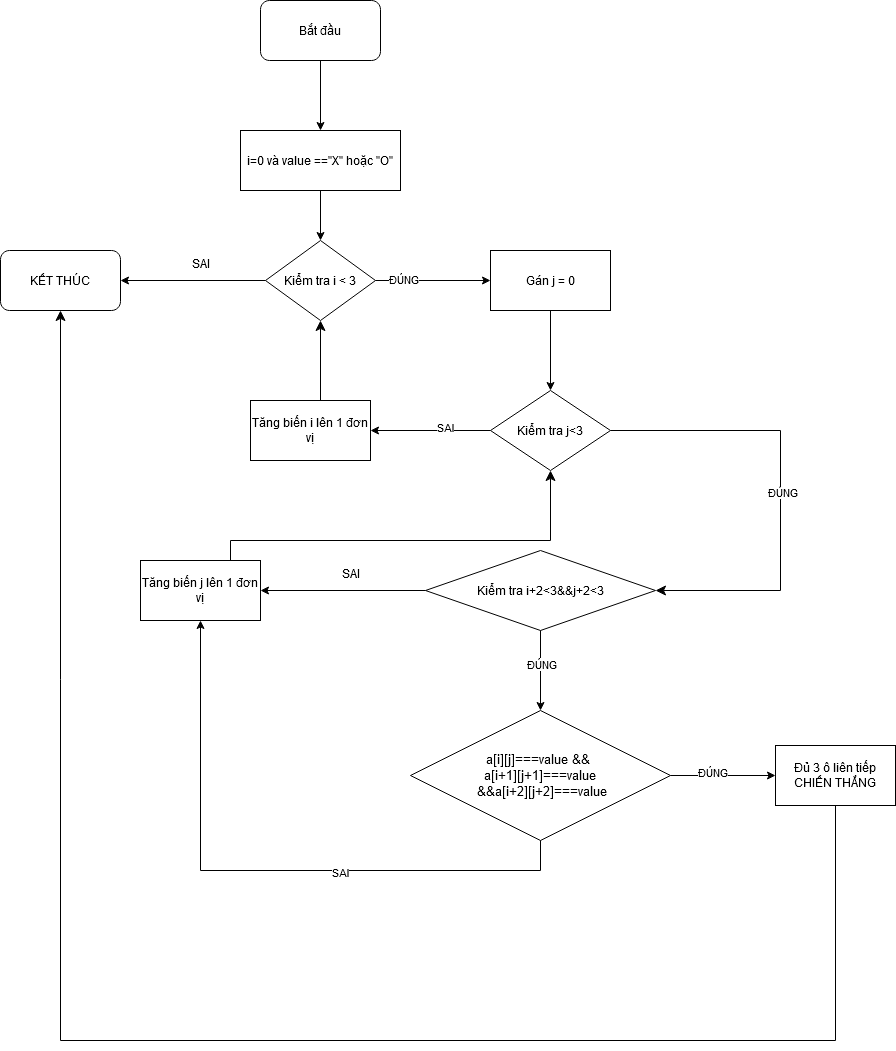 Bắt đầu
i=0 và value =="X" hoặc "O"
SAI
KẾT THÚC
Kiểm tra i < 3
ĐÚNG
Gán j = 0
Tăng biến i lên 1 đơn
vị
SAI
Kiểm tra j<3
ĐÚNG
Tăng biến j lên 1 đơn
vị
SAI
Kiểm tra i+2<3&&j+2<3
ĐÚNG
a[i][j]===value &&
a[i+1][j+1]===value
&&a[i+2][j+2]===value
ĐÚNG
Đủ 3 ô liên tiếp
CHIẾN THẮNG
SAI